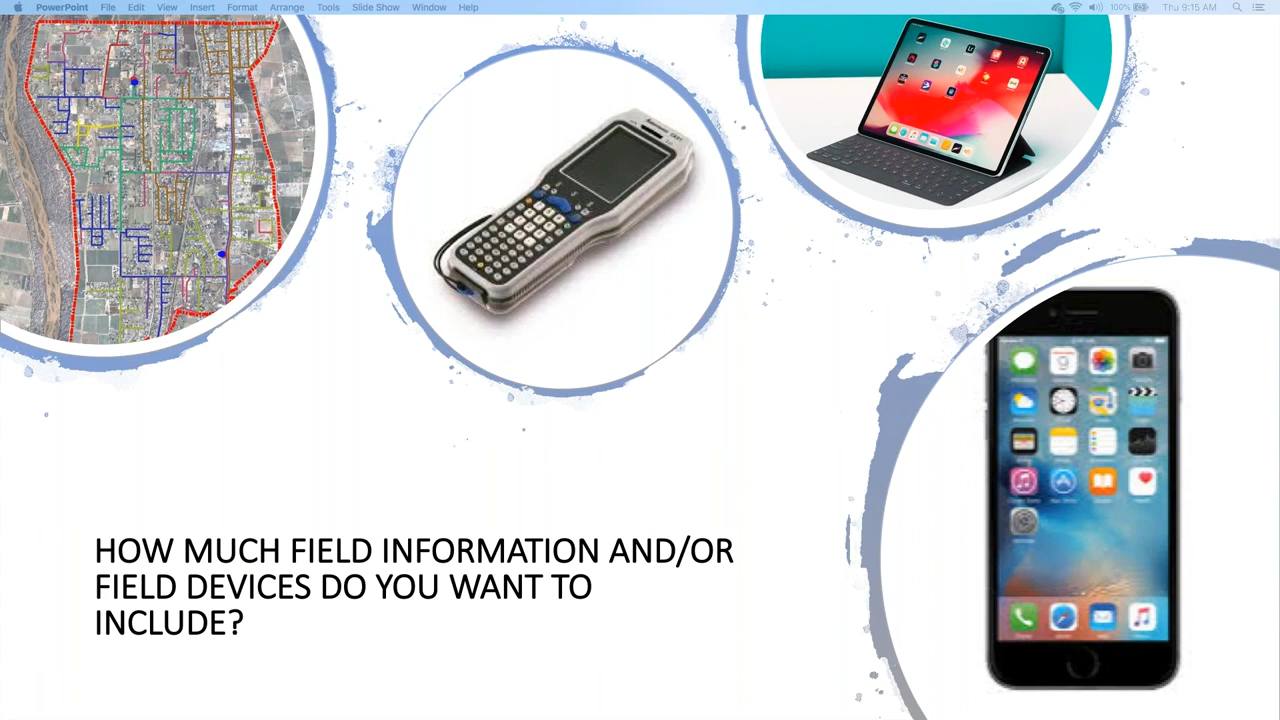 PowerPoint File Edit View Insert Format Arrange Tools Slide Show Window Help 100% Thu 9:15 AM
HOW MUCH FIELD INFORMATION AND/OR
FIELD DEVICES DO YOU WANT TO
INCLUDE?